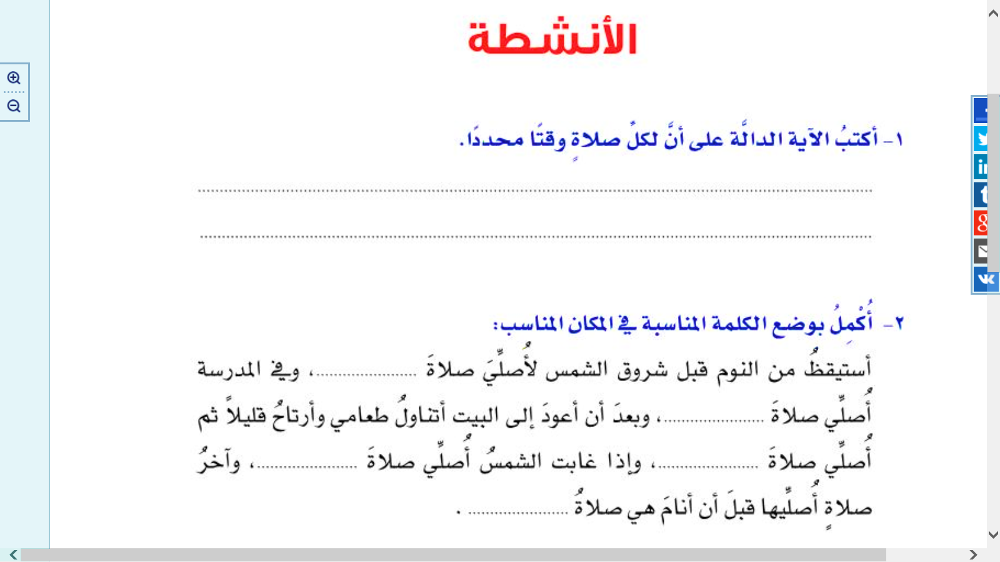 الأنشطة
١- أكتبُ الآية الدالَّة على أنَّ لكلِّ صلاةٍ وقتًا محددًا.
٢- أُكْمِلُ بوضع الكلمة المناسبة في المكان المناسب:
أستيقظُ من النوم قبل شروق الشمس لأُصلِّيَ صلاةَ ......................، وفي المدرسة
أُصلِّي صلاةَ ......................، وبعدَ أن أعودَ إلى البيت أتناولُ طعامي وأرتاحُ قليلاً ثم
أُصلِّي صلاةَ ......................، وإذا غابت الشمسُ أُصلِّي صلاةَ ......................، وآخرُ
صلاةٍ أُصلِّيها قبلَ أن أنامَ هي صلاةُ ...................... .